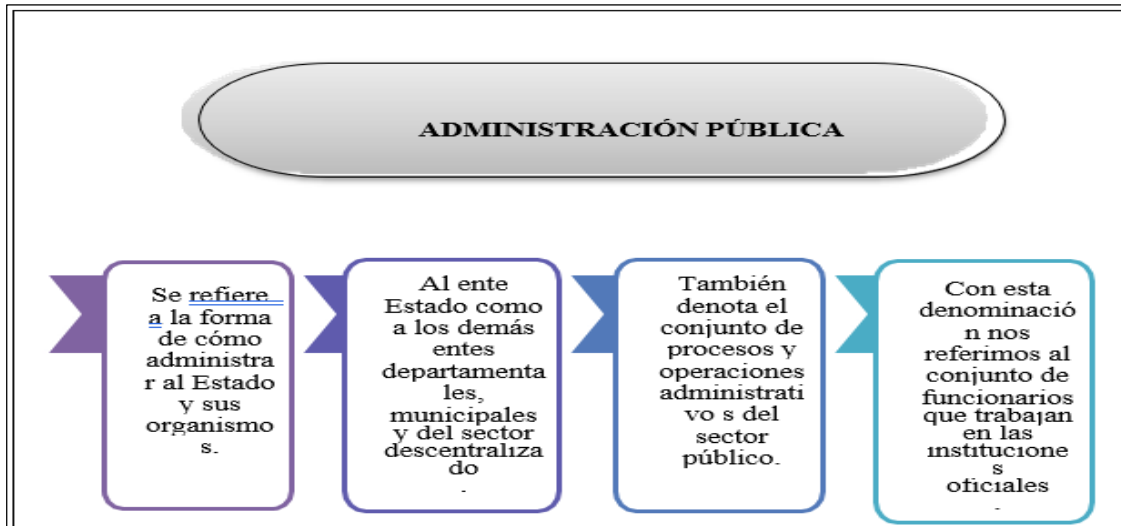 ADMINISTRACIÓN PÚBLICA
Se refiere
a la forma
de cómo
administra
r al Estado
y sus
organismo
s.
Al ente
Estado como
a los demás
entes
departamenta
les,
municipales
y del sector
descentraliza
do
.
También
denota el
conjunto de
procesos y
operaciones
administrati
vo s del
sector
público.
Con esta
denominació
n nos
referimos al
conjunto de
funcionarios
que trabajan
en las
institucione
s
oficiales
.